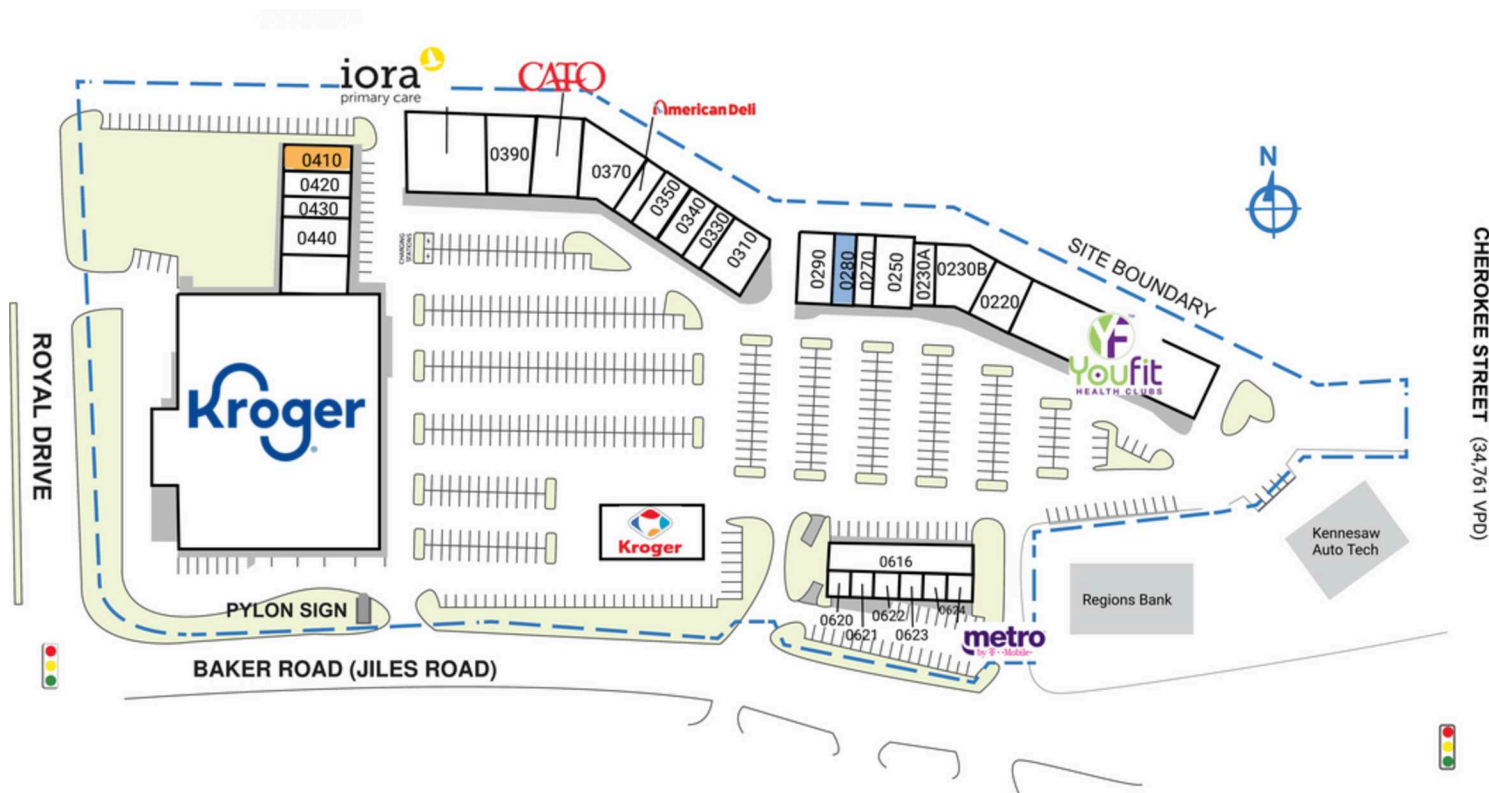 iora
primary care
CATO
American Deli
0410
0420
0430
0440
0390
0370
0350
0340
0330
0310
CHARGING
STATIONS
N
SITE BOUNDARY
0290
0280
0270
0250
0230A
0230B
0220
YF
Youfit
HEALTH CLUBS
™
CHEROKEE STREET (34,761 VPD)
ROYAL DRIVE
Kroger
Kroger
0616
0620
0621
0622
0623
0624
metro
by T-Mobile
Kennesaw
Auto Tech
Regions Bank
PYLON SIGN
BAKER ROAD (JILES ROAD)